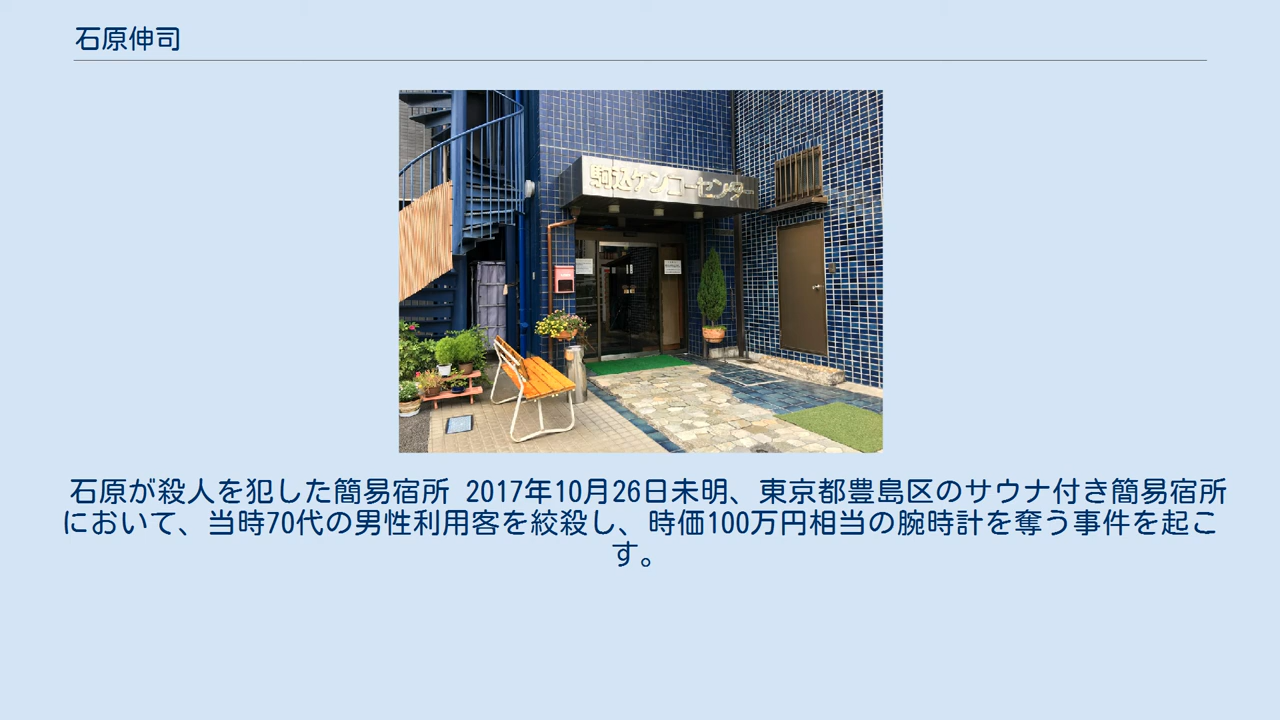 石原伸司
駒込ケンコーセンター
石原が殺人を犯した簡易宿所 2017年10月26日未明、東京都豊島区のサウナ付き簡易宿所
において、当時70代の男性利用客を絞殺し、時価100万円相当の腕時計を奪う事件を起こ
す。